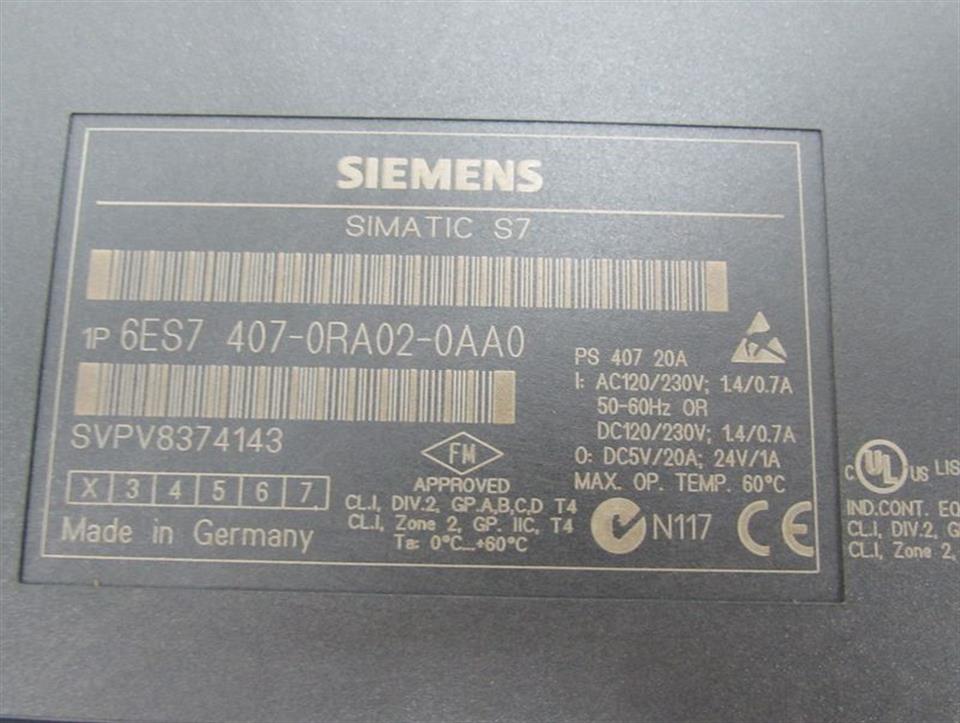 SIEMENS
SIMATIC S7
1P 6ES7 407-0RA02-0AA0
SVPV8374143
X 3 4 5 6 7
Made in Germany
FM
APPROVED
CL.I, DIV.2, GP.A,B,C,D T4
CL.I, Zone 2, GP. IIC, T4
Ta: 0°C...+60°C
PS 407 20A
I: AC120/230V; 1.4/0.7A
50-60Hz OR
DC120/230V; 1.4/0.7A
O: DC5V/20A; 24V/1A
MAX. OP. TEMP. 60°C
N117
CE
C UL US LIS
IND.CONT. EQ
CL.I, DIV.2, G
CL.I, Zone 2,